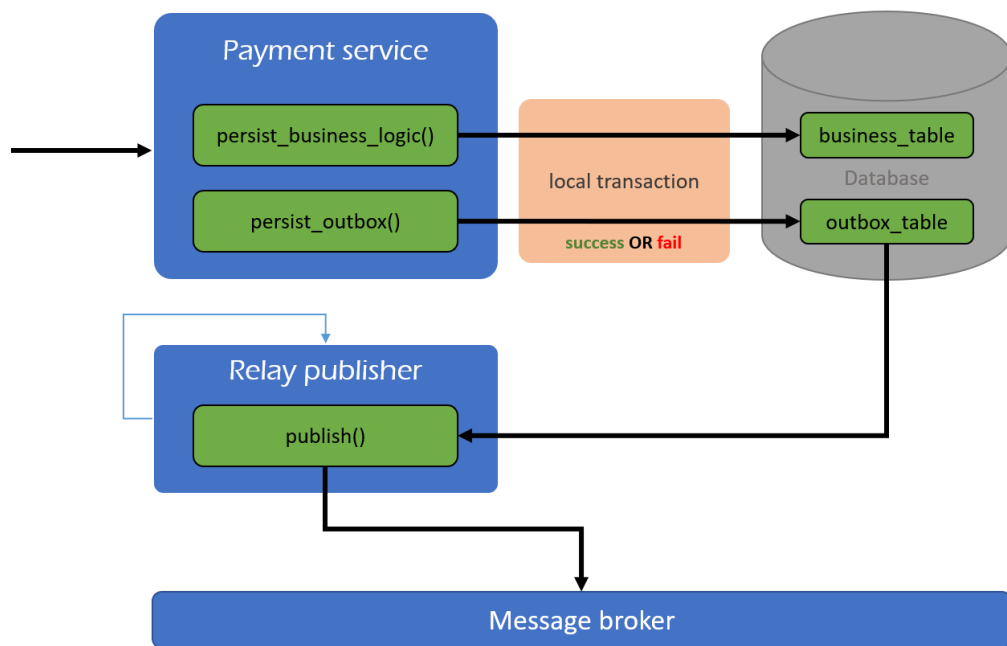 Payment service
persist_business_logic()
business_table
local transaction
Database
persist_outbox()
outbox_table
success OR fail
Relay publisher
publish()
Message broker